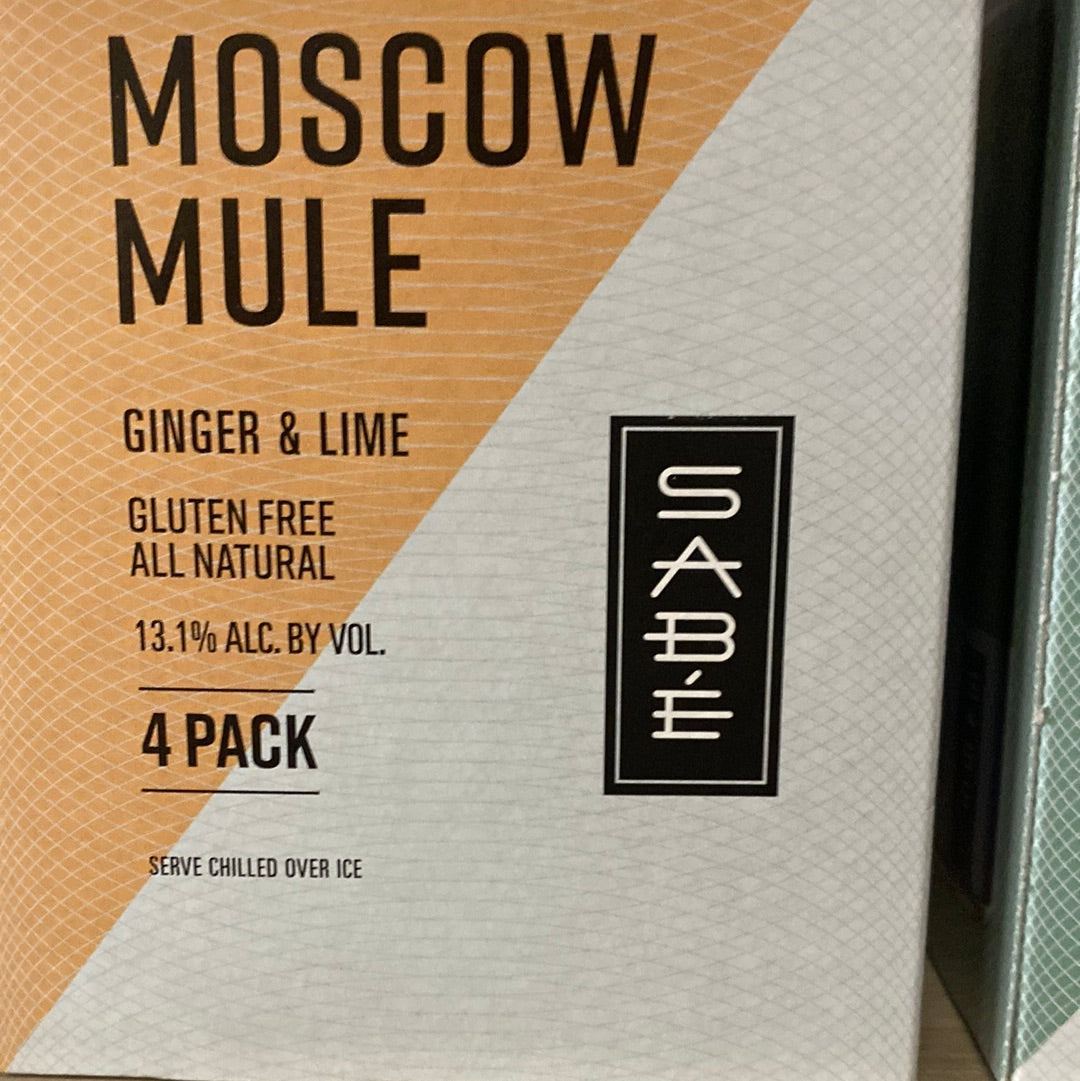 MOSCOW
MULE
GINGER & LIME
GLUTEN FREE
ALL NATURAL
13.1% ALC. BY VOL.
4 PACK
SERVE CHILLED OVER ICE
SABÉ